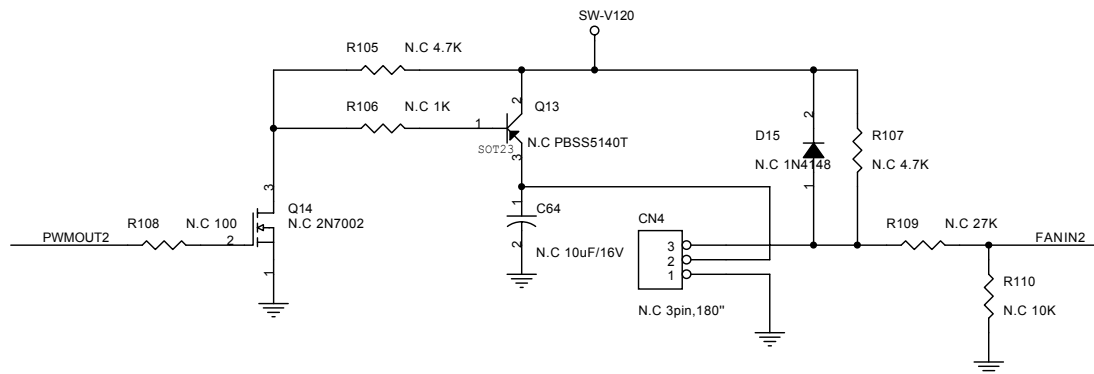 SW-V120
R105 N.C 4.7K
R106 N.C 1K
2
Q13
1
SOT23
N.C PBSS5140T
3
2
D15
N.C 1N4148
1
R107
N.C 4.7K
3
Q14
N.C 2N7002
R108 N.C 100
PWMOUT2
2
1
1
C64
2
N.C 10uF/16V
CN4
3
2
1
N.C 3pin,180"
R109 N.C 27K
FANIN2
R110
N.C 10K